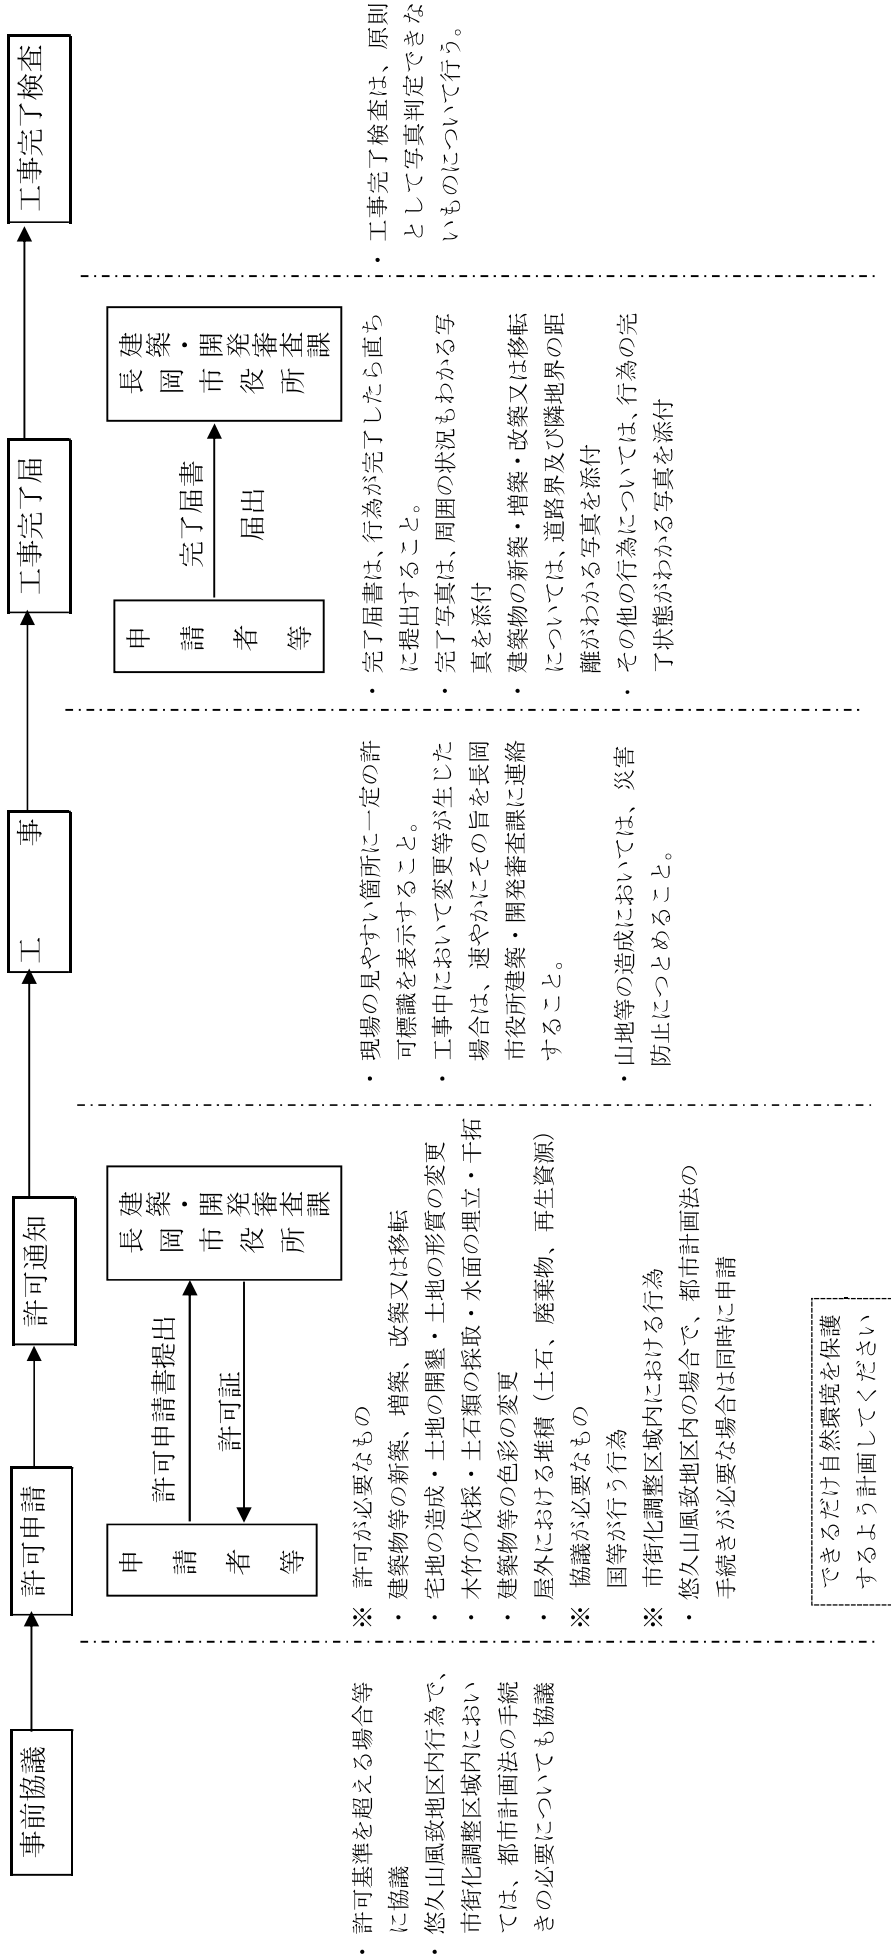 事前協議
許可申請
許可通知
工 事
工事完了届
工事完了検査
・許可基準を超える場合等
に協議
・悠久山風致地区内行為で、
市街化調整区域内におい
ては、都市計画法の手続
きの必要についても協議
申請者等
許可申請書提出
許可証
長岡市役所
建築・開発審査課
※ 許可が必要なもの
・建築物等の新築、増築、改築又は移転
・宅地の造成・土地の開墾・土地の形質の変更
・木竹の伐採・土石類の採取・水面の埋立・干拓
・建築物等の色彩の変更
・屋外における堆積（土石、廃棄物、再生資源）
※ 協議が必要なもの
国等が行う行為
※ 市街化調整区域内における行為
・悠久山風致地区内の場合で、都市計画法の
手続きが必要な場合は同時に申請
できるだけ自然環境を保護
するよう計画してください
・現場の見やすい箇所に一定の許
可標識を表示すること。
・工事中において変更等が生じた
場合は、速やかにその旨を長岡
市役所建築・開発審査課に連絡
すること。
・山地等の造成においては、災害
防止につとめること。
申請者等
完了届書
届出
長岡市役所
建築・開発審査課
・完了届書は、行為が完了したら直ち
に提出すること。
・完了写真は、周囲の状況もわかる写
真を添付
・建築物の新築・増築・改築又は移転
については、道路界及び隣地界の距
離がわかる写真を添付
・その他の行為については、行為の完
了状態がわかる写真を添付
・工事完了検査は、原則
として写真判定できな
いものについて行う。